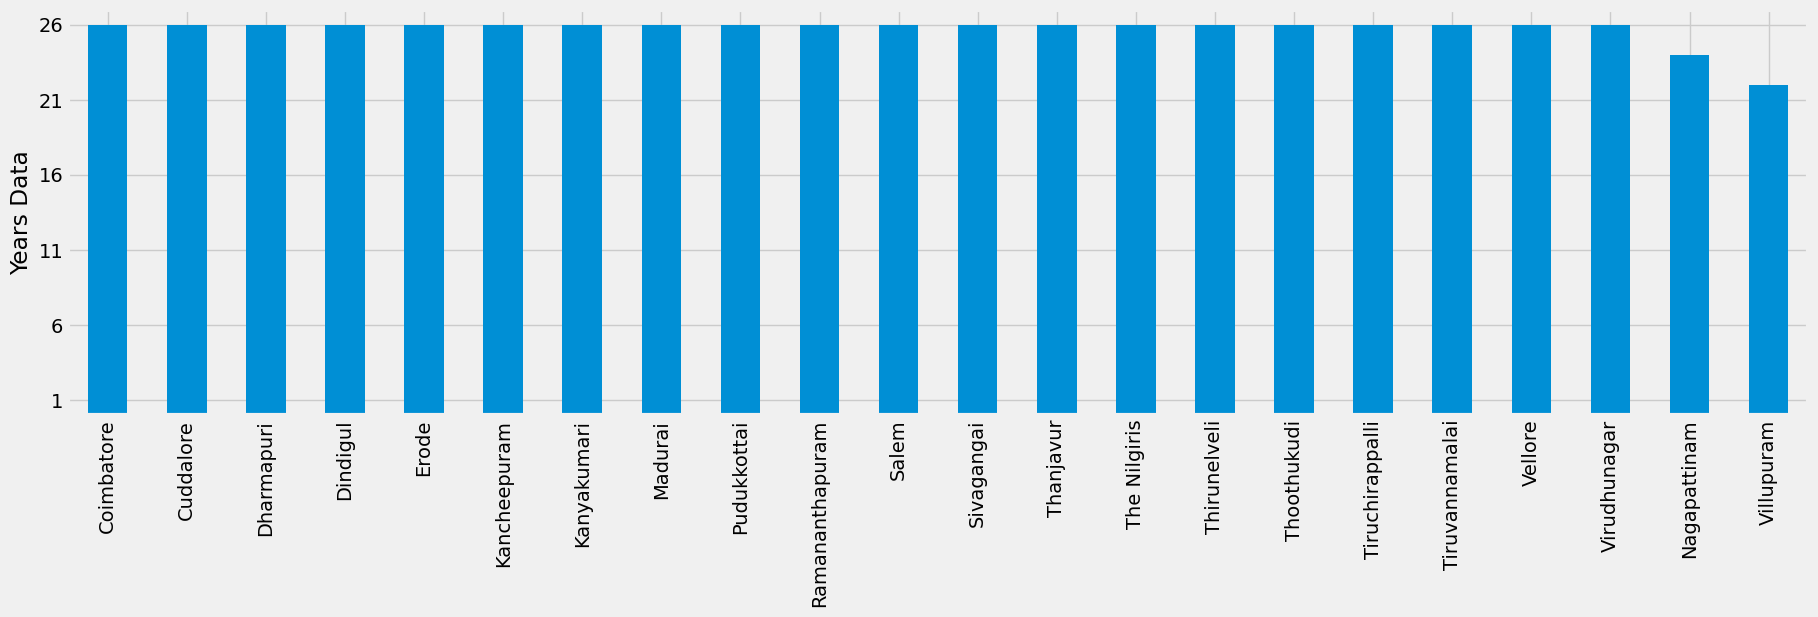 Years Data
26
21
16
11
6
1
Coimbatore
Cuddalore
Dharmapuri
Dindigul
Erode
Kancheepuram
Kanyakumari
Madurai
Pudukkottai
Ramananthapuram
Salem
Sivagangai
Thanjavur
The Nilgiris
Thirunelveli
Thoothukudi
Tiruchirappalli
Tiruvannamalai
Vellore
Virudhunagar
Nagapattinam
Villupuram